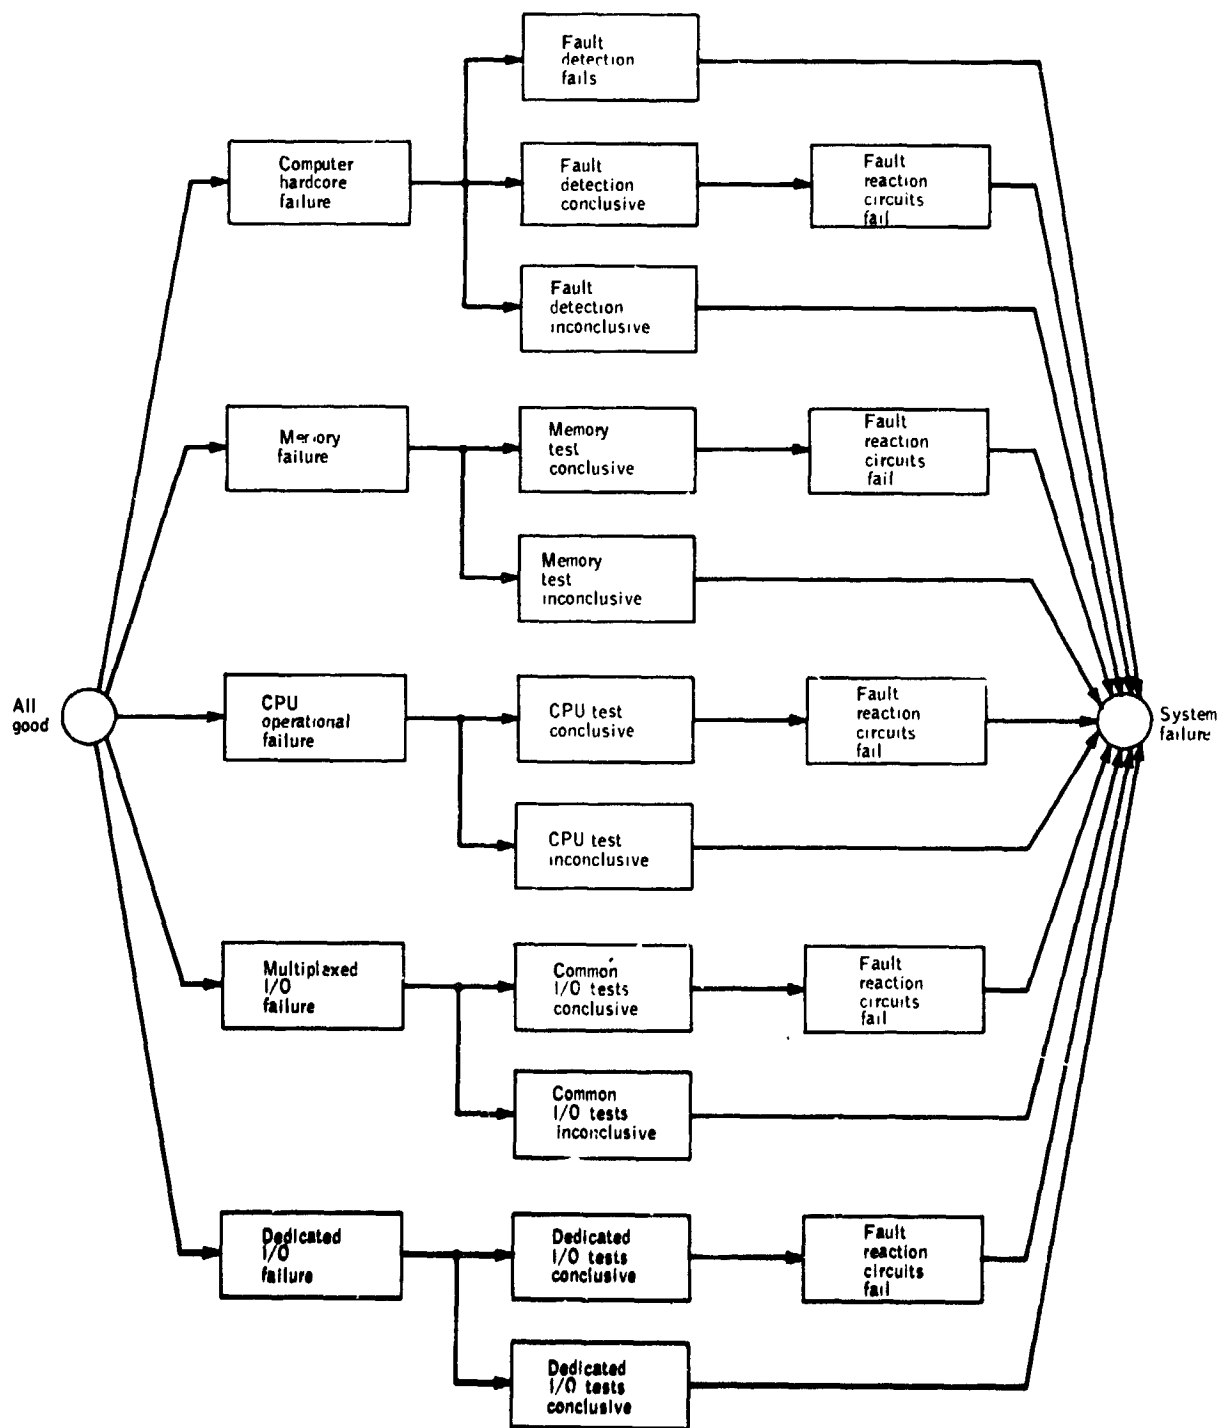 Fault
detection
fails
Computer
hardcore
failure
Fault
detection
conclusive
Fault
reaction
circuits
fail
Fault
detection
inconclusive
Memory
failure
Memory
test
conclusive
Fault
reaction
circuits
fail
Memory
test
inconclusive
All
good
CPU
operational
failure
CPU test
conclusive
Fault
reaction
circuits
fail
System
failure
CPU test
inconclusive
Multiplexed
I/O
failure
Common
I/O tests
conclusive
Fault
reaction
circuits
fail
Common
I/O tests
inconclusive
Dedicated
I/O
failure
Dedicated
I/O tests
conclusive
Fault
reaction
circuits
fail
Dedicated
I/O tests
conclusive